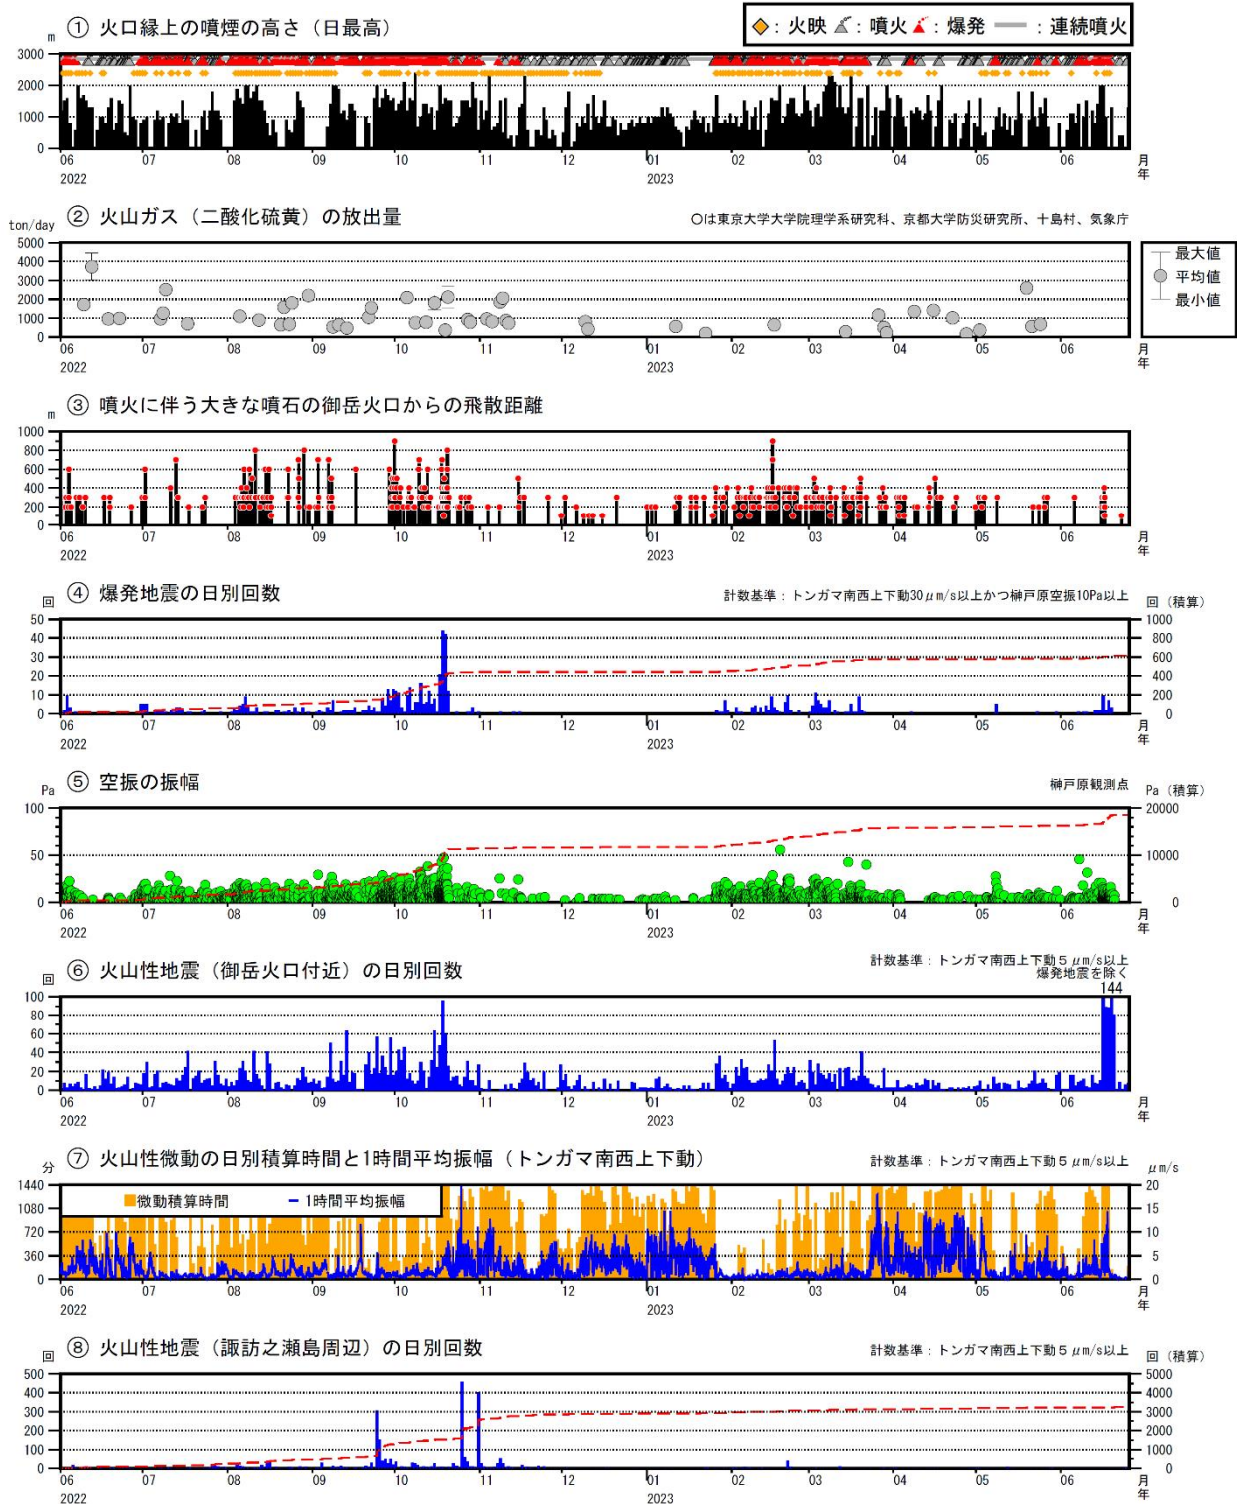 ① 火口縁上の噴煙の高さ（日最高）
：火映 ：噴火 ：爆発 ：連続噴火
m
3000
2000
1000
0
06 07 08 09 10 11 12 01 02 03 04 05 06 月
2022 2023 年
② 火山ガス（二酸化硫黄）の放出量
○は東京大学大学院理学系研究科、京都大学防災研究所、十島村、気象庁
ton/day
5000
4000
3000
2000
1000
0
最大値
平均値
最小値
06 07 08 09 10 11 12 01 02 03 04 05 06 月
2022 2023 年
③ 噴火に伴う大きな噴石の御岳火口からの飛散距離
m
1000
800
600
400
200
0
06 07 08 09 10 11 12 01 02 03 04 05 06 月
2022 2023 年
④ 爆発地震の日別回数
計数基準：トンガマ南西上下動30μm/s以上かつ榊戸原空振10Pa以上
回 回（積算）
50 1000
40 800
30 600
20 400
10 200
0 0
06 07 08 09 10 11 12 01 02 03 04 05 06 月
2022 2023 年
⑤ 空振の振幅
榊戸原観測点
Pa Pa（積算）
100 20000
50 10000
0 0
06 07 08 09 10 11 12 01 02 03 04 05 06 月
2022 2023 年
⑥ 火山性地震（御岳火口付近）の日別回数
計数基準：トンガマ南西上下動5μm/s以上
爆発地震を除く
回
144
100
80
60
40
20
0
06 07 08 09 10 11 12 01 02 03 04 05 06 月
2022 2023 年
⑦ 火山性微動の日別積算時間と1時間平均振幅（トンガマ南西上下動）
計数基準：トンガマ南西上下動5μm/s以上
分 μm/s
微動積算時間 1時間平均振幅
1440 20
1080 15
720 10
360 5
0 0
06 07 08 09 10 11 12 01 02 03 04 05 06 月
2022 2023 年
⑧ 火山性地震（諏訪之瀬島周辺）の日別回数
計数基準：トンガマ南西上下動5μm/s以上
回 回（積算）
500 5000
400 4000
300 3000
200 2000
100 1000
0 0
06 07 08 09 10 11 12 01 02 03 04 05 06 月
2022 2023 年